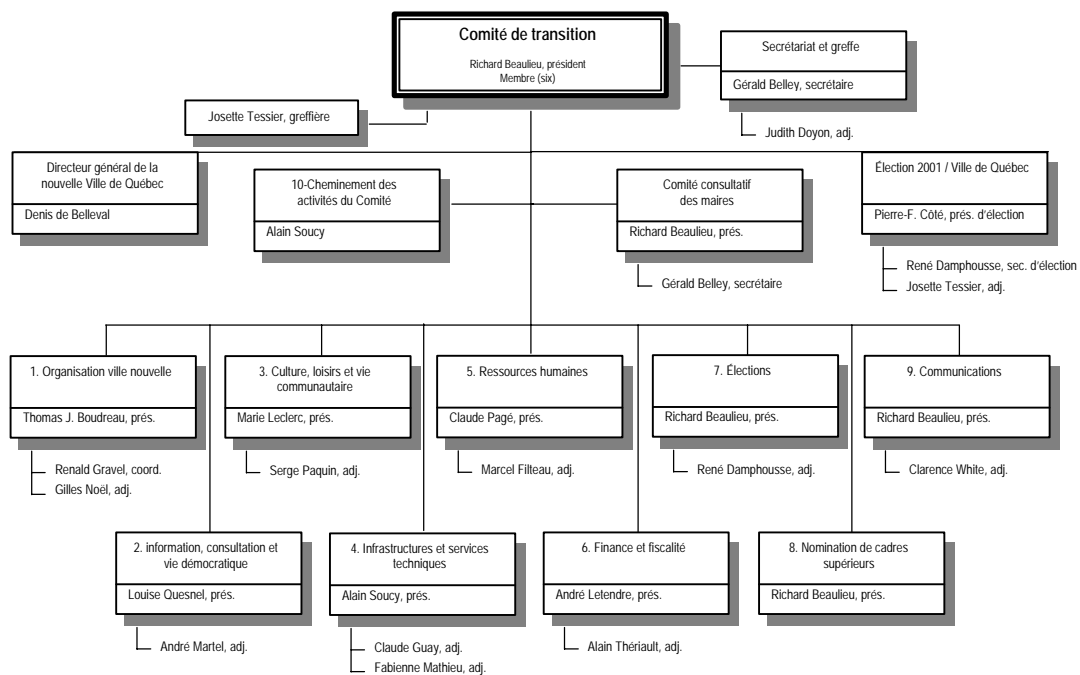 Comité de transition
Richard Beaulieu, président
Membre (six)
Secrétariat et greffe
Gérald Belley, secrétaire
Judith Doyon, adj.
Josette Tessier, greffière
Directeur général de la
nouvelle Ville de Québec
Denis de Belleval
10-Cheminement des
activités du Comité
Alain Soucy
Comité consultatif
des maires
Richard Beaulieu, prés.
Gérald Belley, secrétaire
Élection 2001 / Ville de Québec
Pierre-F. Côté, prés. d'élection
René Damphousse, sec. d'élection
Josette Tessier, adj.
1. Organisation ville nouvelle
Thomas J. Boudreau, prés.
Renald Gravel, coord.
Gilles Noël, adj.
3. Culture, loisirs et vie
communautaire
Marie Leclerc, prés.
Serge Paquin, adj.
5. Ressources humaines
Claude Pagé, prés.
Marcel Filteau, adj.
7. Élections
Richard Beaulieu, prés.
René Damphousse, adj.
9. Communications
Richard Beaulieu, prés.
Clarence White, adj.
2. information, consultation et
vie démocratique
Louise Quesnel, prés.
André Martel, adj.
4. Infrastructures et services
techniques
Alain Soucy, prés.
Claude Guay, adj.
Fabienne Mathieu, adj.
6. Finance et fiscalité
André Letendre, prés.
Alain Thériault, adj.
8. Nomination de cadres
supérieurs
Richard Beaulieu, prés.